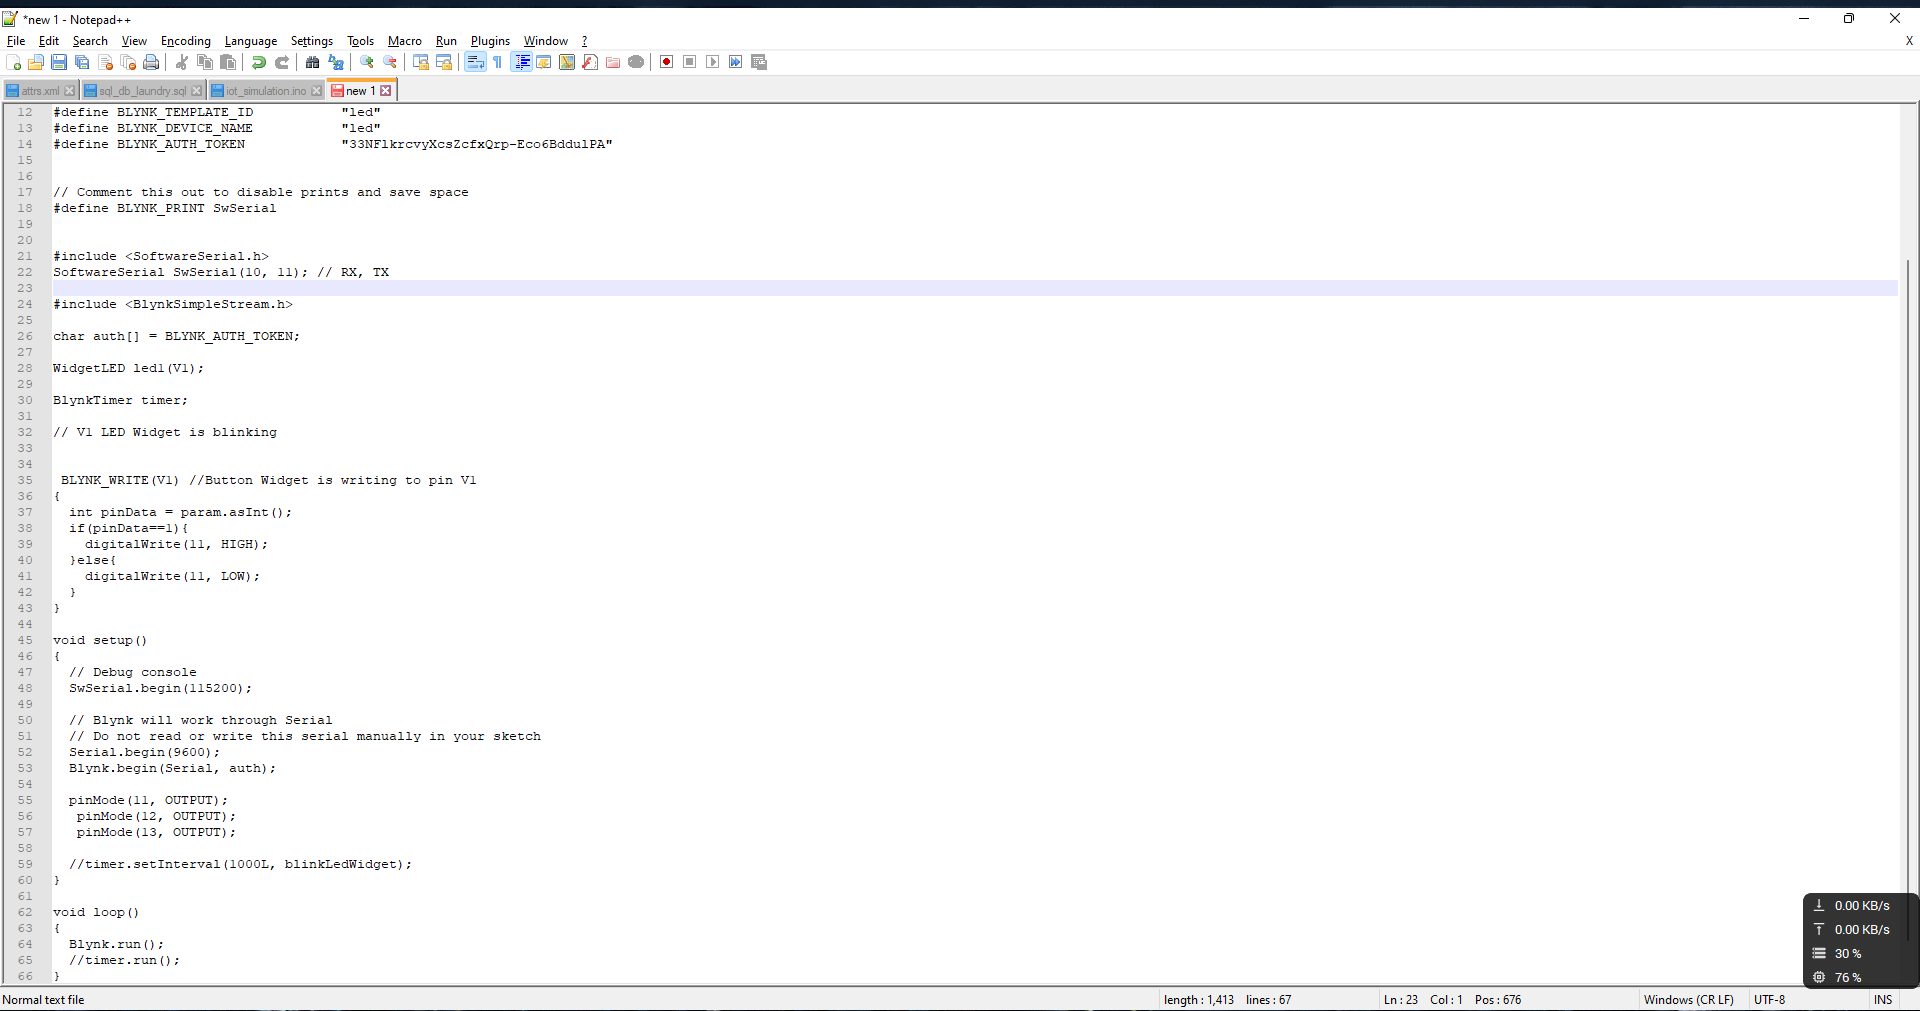 *new 1 - Notepad++
File Edit Search View Encoding Language Settings Tools Macro Run Plugins Window ? X
attrs.xml sql_db_laundry.sql iot_simulation.ino new 1
12 #define BLYNK_TEMPLATE_ID "led"
13 #define BLYNK_DEVICE_NAME "led"
14 #define BLYNK_AUTH_TOKEN "33NFlkrcvyXcsZcfxQrp-Eco6BddulPA"
15
16
17 // Comment this out to disable prints and save space
18 #define BLYNK_PRINT SwSerial
19
20
21 #include <SoftwareSerial.h>
22 SoftwareSerial SwSerial(10, 11); // RX, TX
23
24 #include <BlynkSimpleStream.h>
25
26 char auth[] = BLYNK_AUTH_TOKEN;
27
28 WidgetLED led1(V1);
29
30 BlynkTimer timer;
31
32 // V1 LED Widget is blinking
33
34
35 BLYNK_WRITE(V1) //Button Widget is writing to pin V1
36 {
37 int pinData = param.asInt();
38 if(pinData==1){
39 digitalWrite(11, HIGH);
40 }else{
41 digitalWrite(11, LOW);
42 }
43 }
44
45 void setup()
46 {
47 // Debug console
48 SwSerial.begin(115200);
49
50 // Blynk will work through Serial
51 // Do not read or write this serial manually in your sketch
52 Serial.begin(9600);
53 Blynk.begin(Serial, auth);
54
55 pinMode(11, OUTPUT);
56 pinMode(12, OUTPUT);
57 pinMode(13, OUTPUT);
58
59 //timer.setInterval(1000L, blinkLedWidget);
60 }
61
62 void loop()
63 {
64 Blynk.run();
65 //timer.run();
66 }
0.00 KB/s
0.00 KB/s
30 %
76 %
Normal text file length : 1,413 lines : 67 Ln : 23 Col : 1 Pos : 676 Windows (CR LF) UTF-8 INS